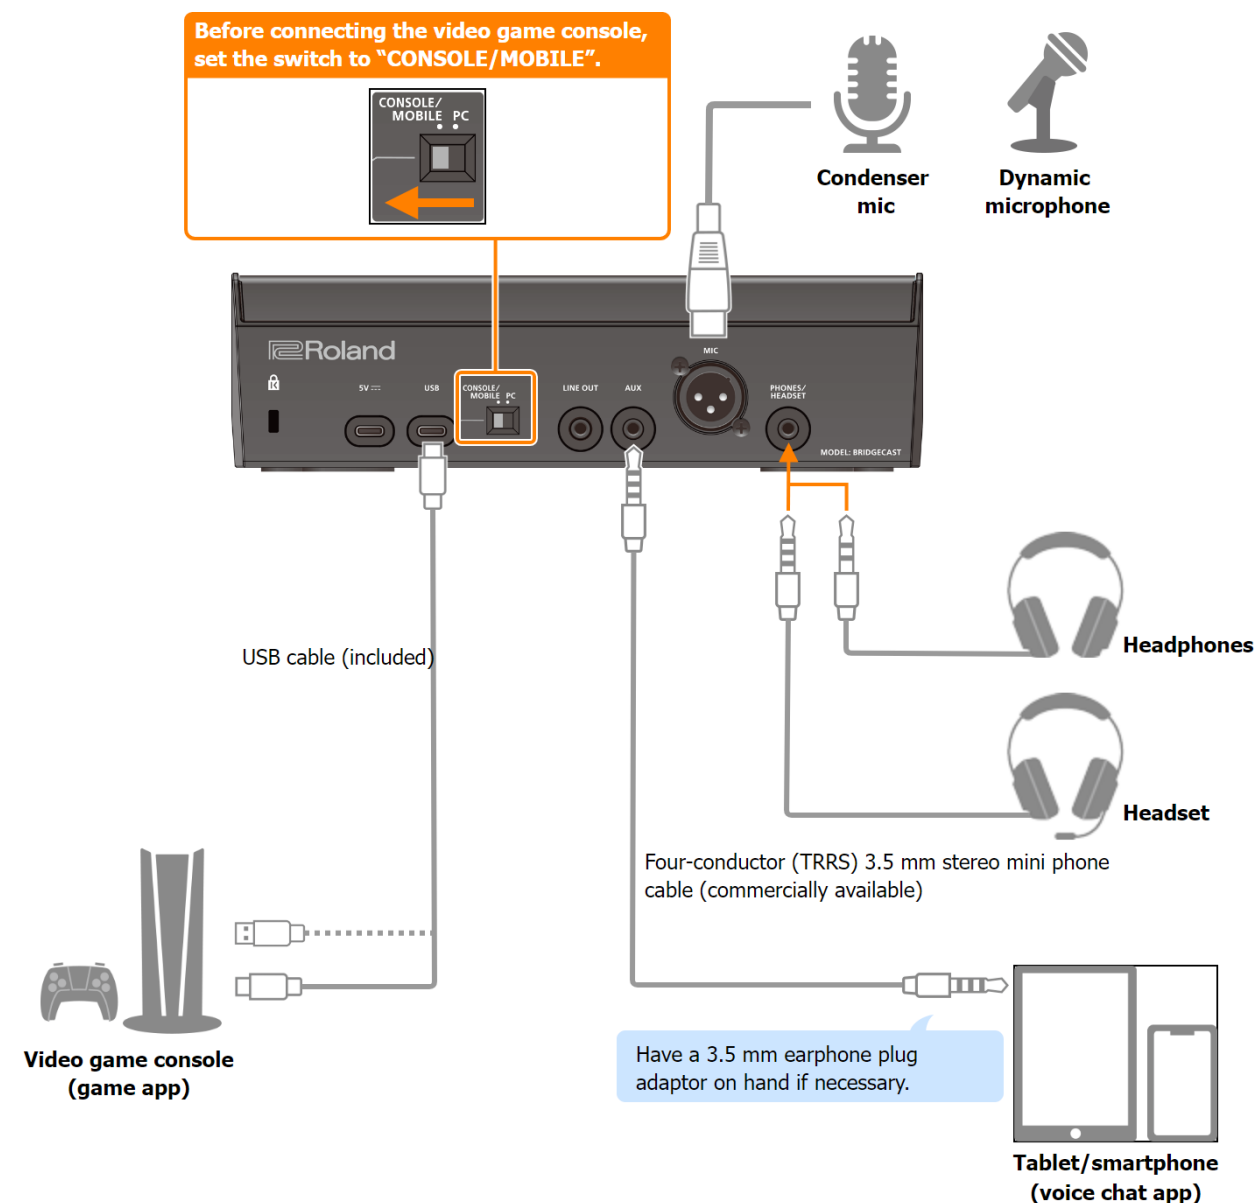 Before connecting the video game console,
set the switch to “CONSOLE/MOBILE”.
CONSOLE/
MOBILE PC
Condenser
mic
Dynamic
microphone
Roland
MIC
5V
USB
CONSOLE/
MOBILE PC
LINE OUT
AUX
PHONES/
HEADSET
MODEL: BRIDGECAST
Headphones
USB cable (included)
Headset
Four-conductor (TRRS) 3.5 mm stereo mini phone
cable (commercially available)
Video game console
(game app)
Have a 3.5 mm earphone plug
adaptor on hand if necessary.
Tablet/smartphone
(voice chat app)